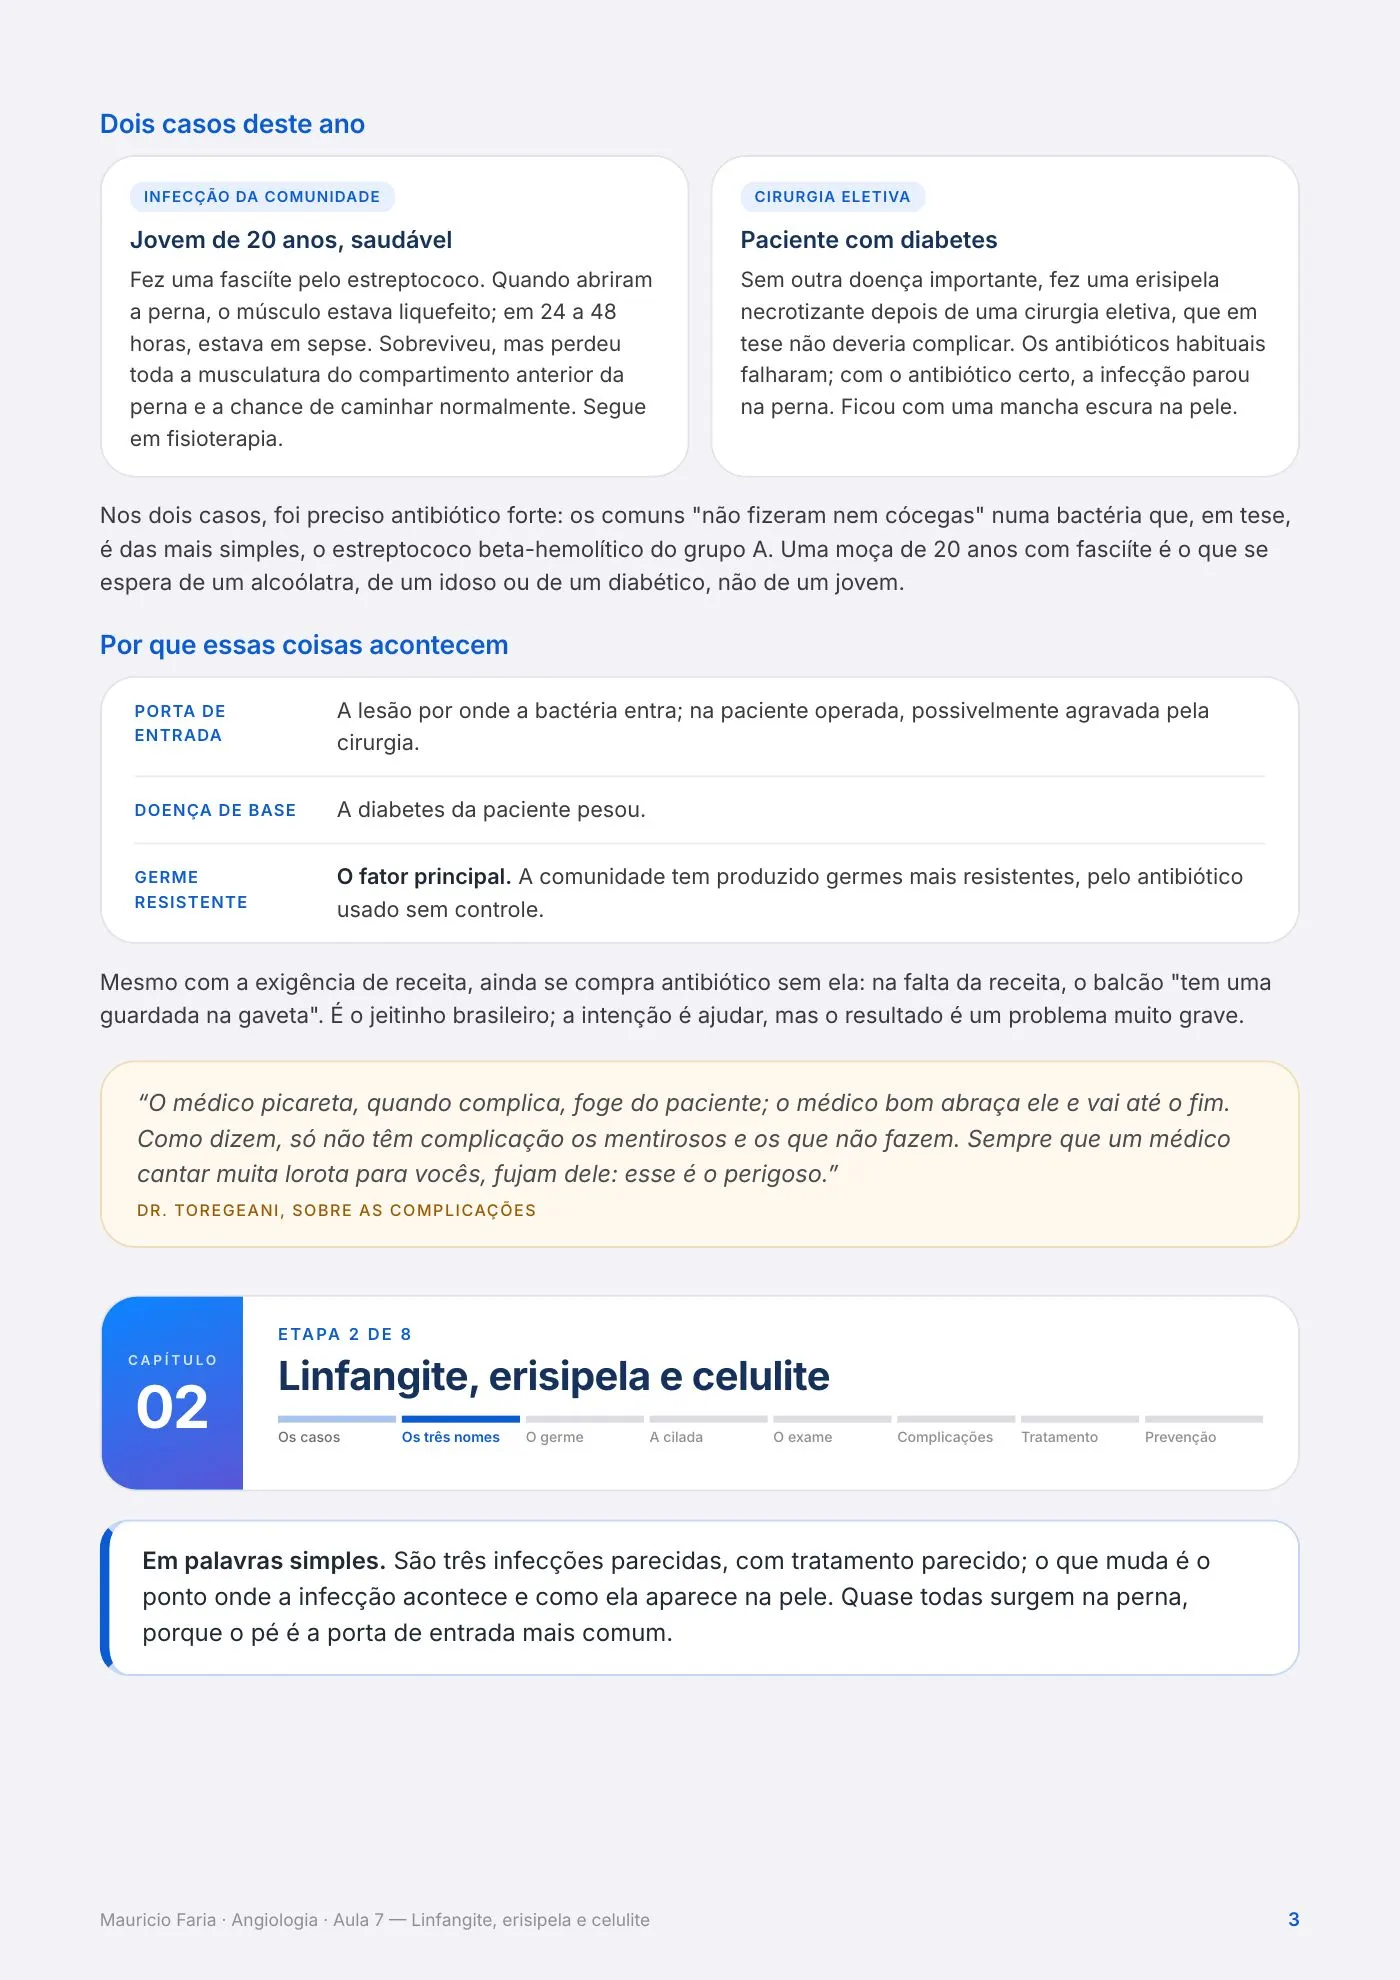 Dois casos deste ano
INFECÇÃO DA COMUNIDADE
Jovem de 20 anos, saudável
Fez uma fasciíte pelo estreptococo. Quando abriram
a perna, o músculo estava liquefeito; em 24 a 48
horas, estava em sepse. Sobreviveu, mas perdeu
toda a musculatura do compartimento anterior da
perna e a chance de caminhar normalmente. Segue
em fisioterapia.
CIRURGIA ELETIVA
Paciente com diabetes
Sem outra doença importante, fez uma erisipela
necrotizante depois de uma cirurgia eletiva, que em
tese não deveria complicar. Os antibióticos habituais
falharam; com o antibiótico certo, a infecção parou
na perna. Ficou com uma mancha escura na pele.
Nos dois casos, foi preciso antibiótico forte: os comuns "não fizeram nem cócegas" numa bactéria que, em tese,
é das mais simples, o estreptococo beta-hemolítico do grupo A. Uma moça de 20 anos com fasciíte é o que se
espera de um alcoólatra, de um idoso ou de um diabético, não de um jovem.
Por que essas coisas acontecem
PORTA DE
ENTRADA
A lesão por onde a bactéria entra; na paciente operada, possivelmente agravada pela
cirurgia.
DOENÇA DE BASE
A diabetes da paciente pesou.
GERME
RESISTENTE
O fator principal. A comunidade tem produzido germes mais resistentes, pelo antibiótico
usado sem controle.
Mesmo com a exigência de receita, ainda se compra antibiótico sem ela: na falta da receita, o balcão "tem uma
guardada na gaveta". É o jeitinho brasileiro; a intenção é ajudar, mas o resultado é um problema muito grave.
“O médico picareta, quando complica, foge do paciente; o médico bom abraça ele e vai até o fim.
Como dizem, só não têm complicação os mentirosos e os que não fazem. Sempre que um médico
cantar muita lorota para vocês, fujam dele: esse é o perigoso.”
DR. TOREGEANI, SOBRE AS COMPLICAÇÕES
CAPÍTULO
02
ETAPA 2 DE 8
Linfangite, erisipela e celulite
Os casos
Os três nomes
O germe
A cilada
O exame
Complicações
Tratamento
Prevenção
Em palavras simples. São três infecções parecidas, com tratamento parecido; o que muda é o
ponto onde a infecção acontece e como ela aparece na pele. Quase todas surgem na perna,
porque o pé é a porta de entrada mais comum.
Mauricio Faria · Angiologia · Aula 7 — Linfangite, erisipela e celulite
3